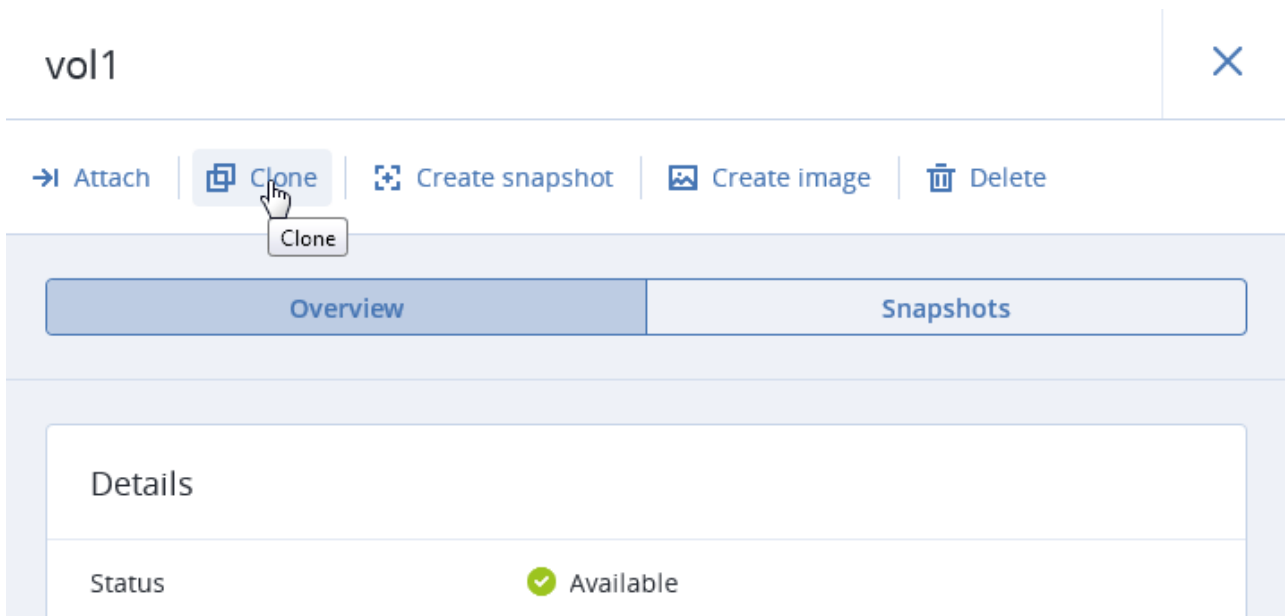 vol1
Attach Clone Create snapshot Create image Delete
Clone
Overview Snapshots
Details
Status Available